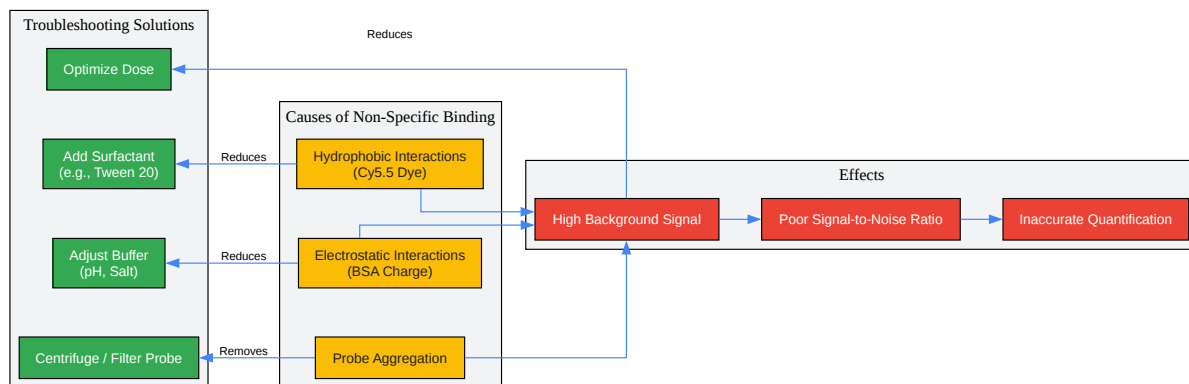 Troubleshooting Solutions
Reduces
Optimize Dose
Causes of Non-Specific Binding
Add Surfactant
(e.g., Tween 20)
Reduces
Hydrophobic Interactions
(Cy5.5 Dye)
Effects
High Background Signal
Poor Signal-to-Noise Ratio
Inaccurate Quantification
Adjust Buffer
(pH, Salt)
Reduces
Electrostatic Interactions
(BSA Charge)
Centrifuge / Filter Probe
Removes
Probe Aggregation